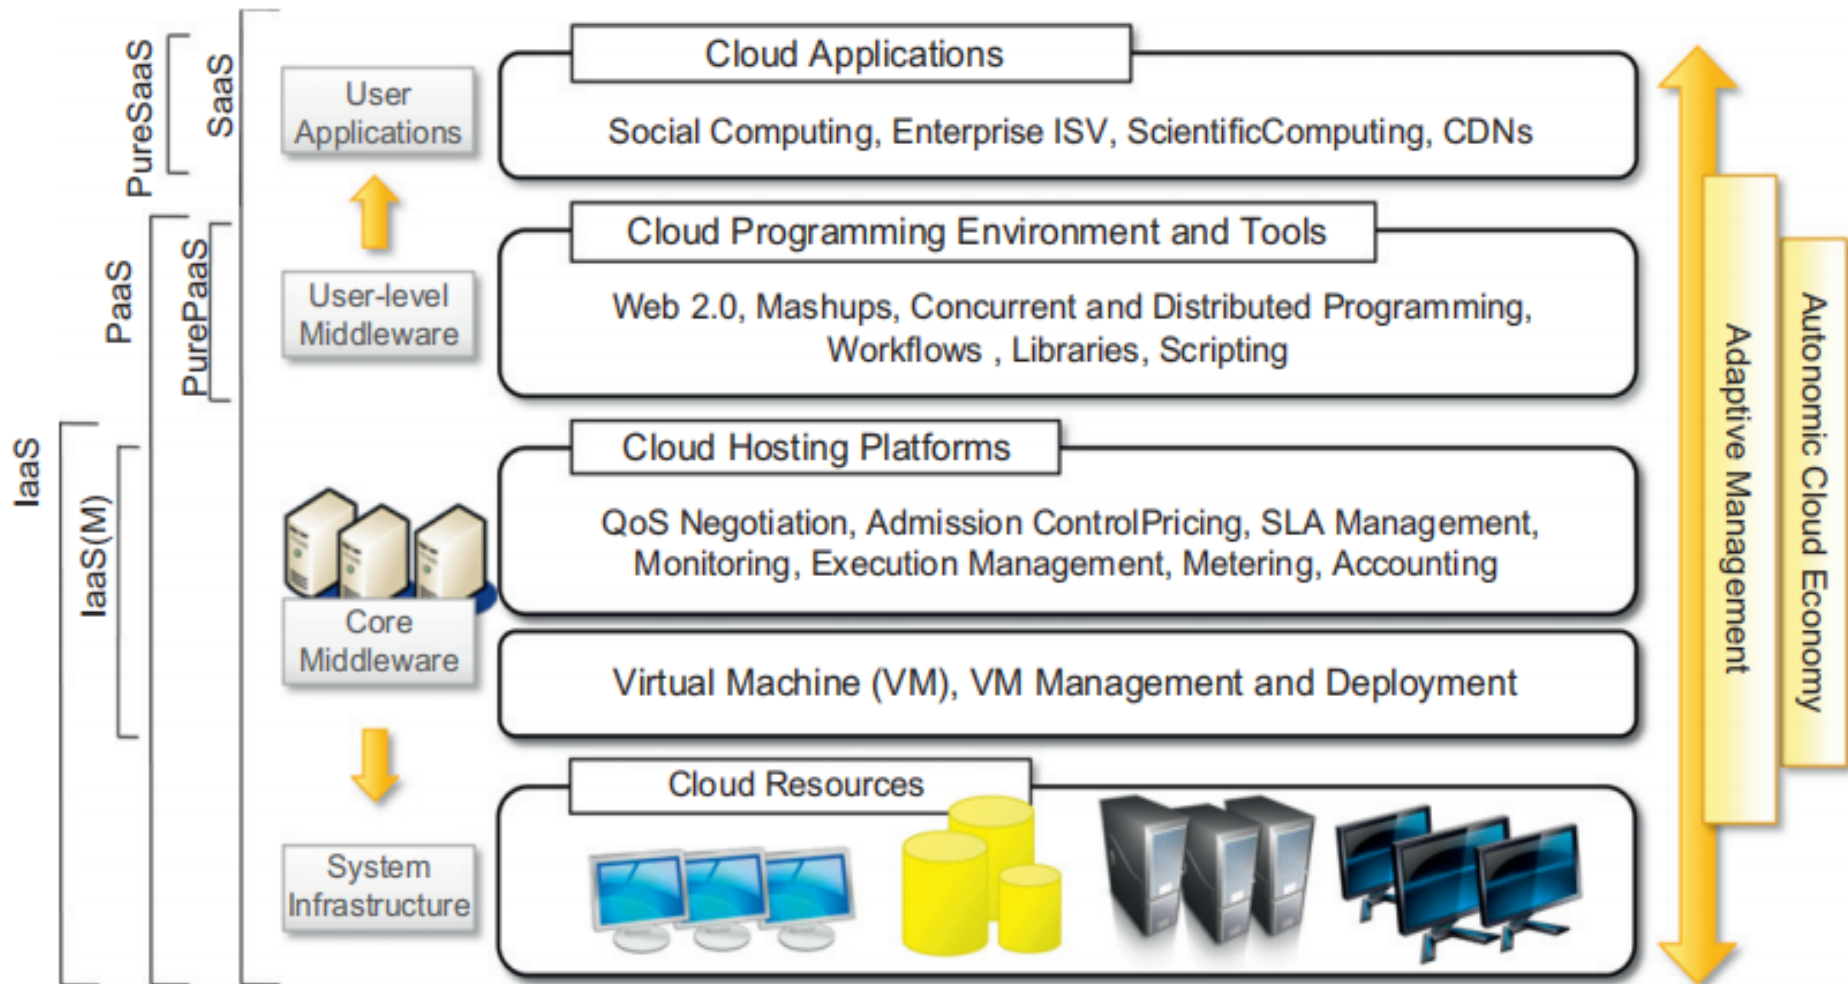 PureSaaS
SaaS
User
Applications
Cloud Applications
Social Computing, Enterprise ISV, ScientificComputing, CDNs
PaaS
PurePaaS
User-level
Middleware
Cloud Programming Environment and Tools
Web 2.0, Mashups, Concurrent and Distributed Programming,
Workflows , Libraries, Scripting
IaaS
IaaS(M)
Cloud Hosting Platforms
QoS Negotiation, Admission ControlPricing, SLA Management,
Monitoring, Execution Management, Metering, Accounting
Core
Middleware
Virtual Machine (VM), VM Management and Deployment
Cloud Resources
System
Infrastructure
Adaptive Management
Autonomic Cloud Economy